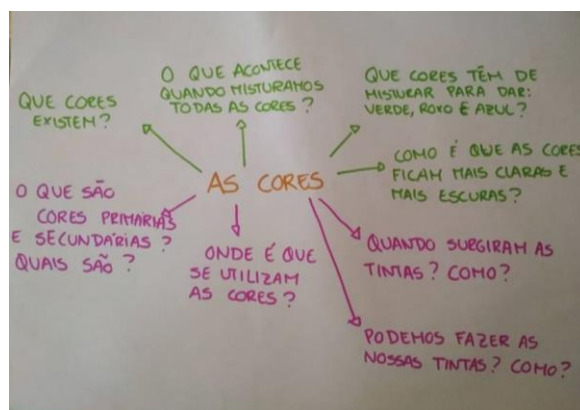 QUE CORES
EXISTEM?
O QUE ACONTECE
QUANDO MISTURAMOS
TODAS AS CORES?
QUE CORES TÊM DE
MISTURAR PARA DAR:
VERDE, ROXO E AZUL?
COMO É QUE AS CORES
FICAM MAIS CLARAS E
MAIS ESCURAS?
AS CORES
O QUE SÃO
CORES PRIMÁRIAS
E SECUNDÁRIAS?
QUAIS SÃO?
ONDE É QUE
SE UTILIZAM
AS CORES?
QUANDO SURGIRAM AS
TINTAS? COMO?
PODEMOS FAZER AS
NOSSAS TINTAS? COMO?